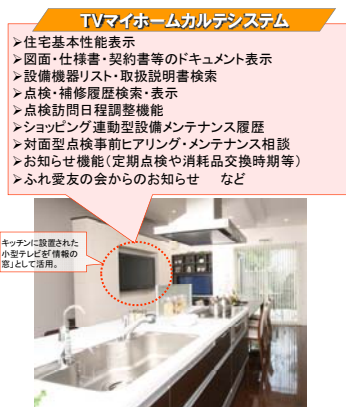 TVマイホームカルテシステム
➢住宅基本性能表示
➢図面・仕様書・契約書等のドキュメント表示
➢設備機器リスト・取扱説明書検索
➢点検・補修履歴検索・表示
➢点検訪問日程調整機能
➢ショッピング連動型設備メンテナンス履歴
➢対面型点検事前ヒアリング・メンテナンス相談
➢お知らせ機能（定期点検や消耗品交換時期等）
➢ふれ愛友の会からのお知らせ　など
キッチンに設置された
小型テレビを「情報の
窓」として活用。